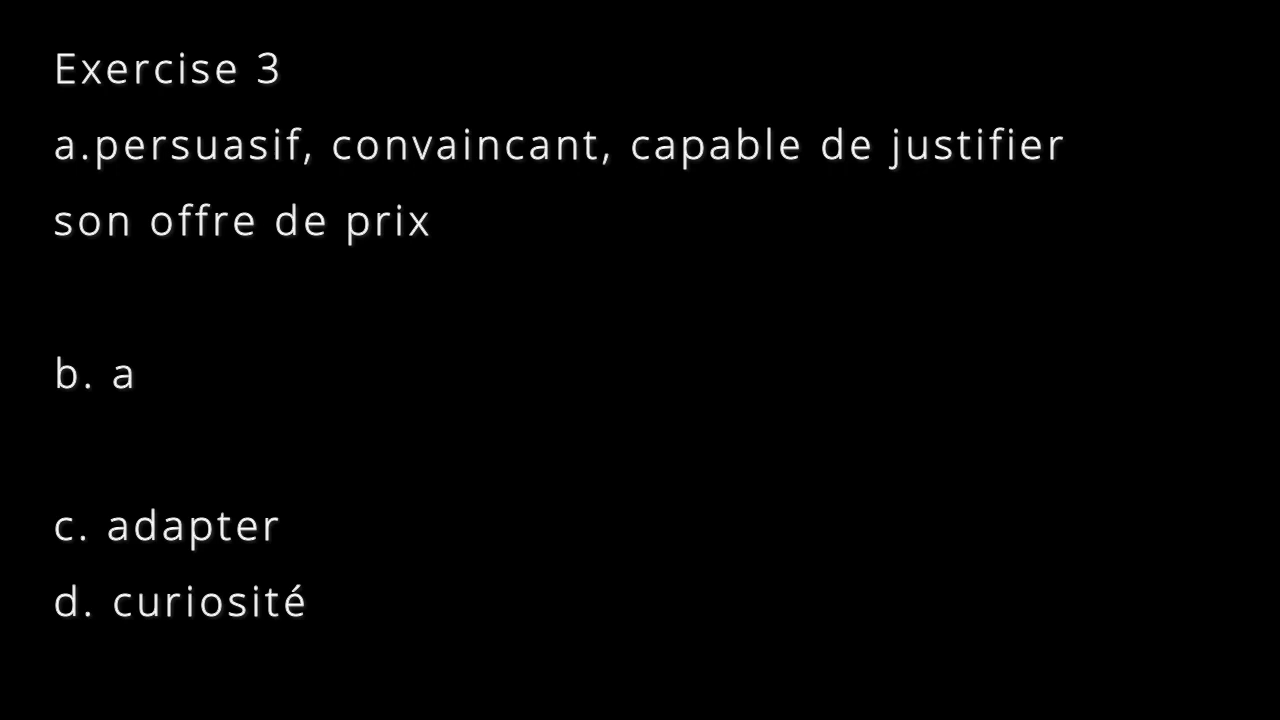 Exercise 3
a.persuasif, convaincant, capable de justifier
son offre de prix
b. a
c. adapter
d. curiosité